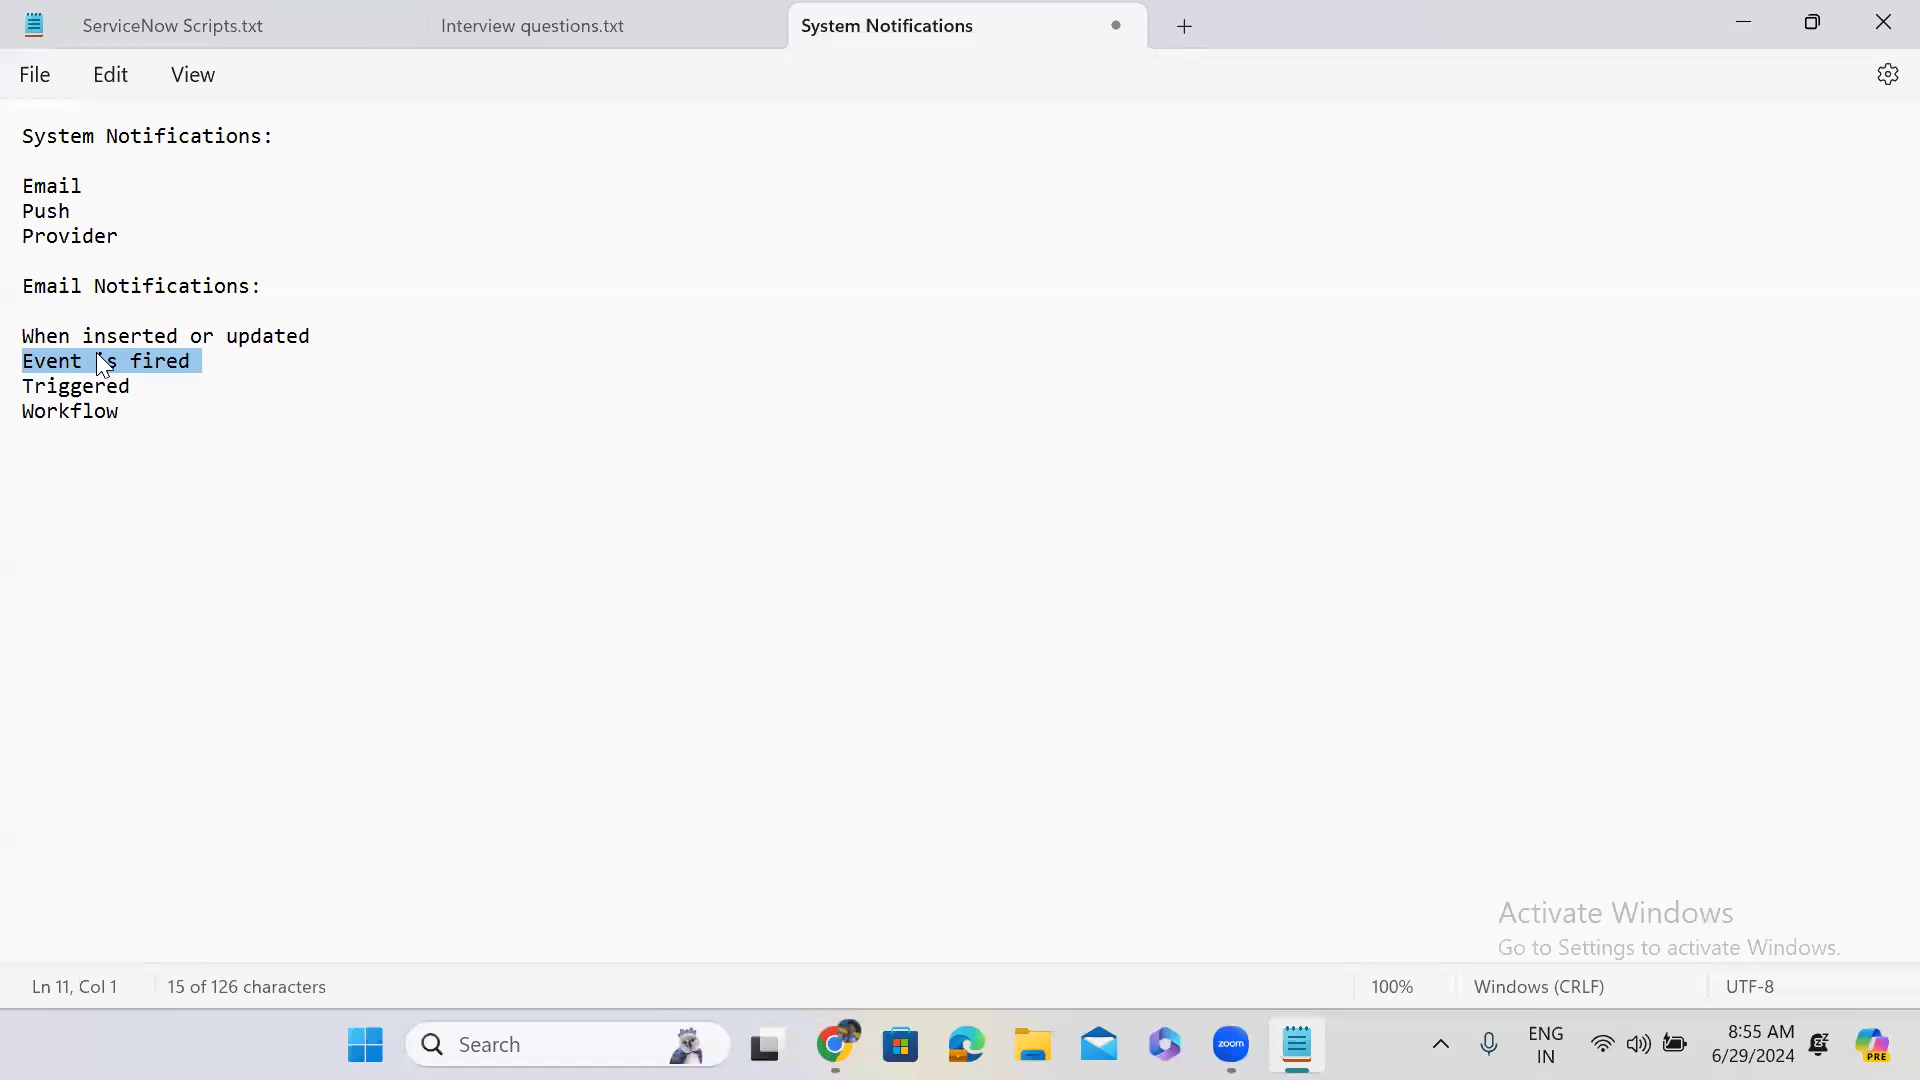 ServiceNow Scripts.txt
Interview questions.txt
System Notifications
File
Edit
View
System Notifications:
Email
Push
Provider
Email Notifications:
When inserted or updated
Event is fired
Triggered
Workflow
Activate Windows
Go to Settings to activate Windows.
Ln 11, Col 1
15 of 126 characters
100%
Windows (CRLF)
UTF-8
Search
zoom
ENG
IN
8:55 AM
6/29/2024
PRE